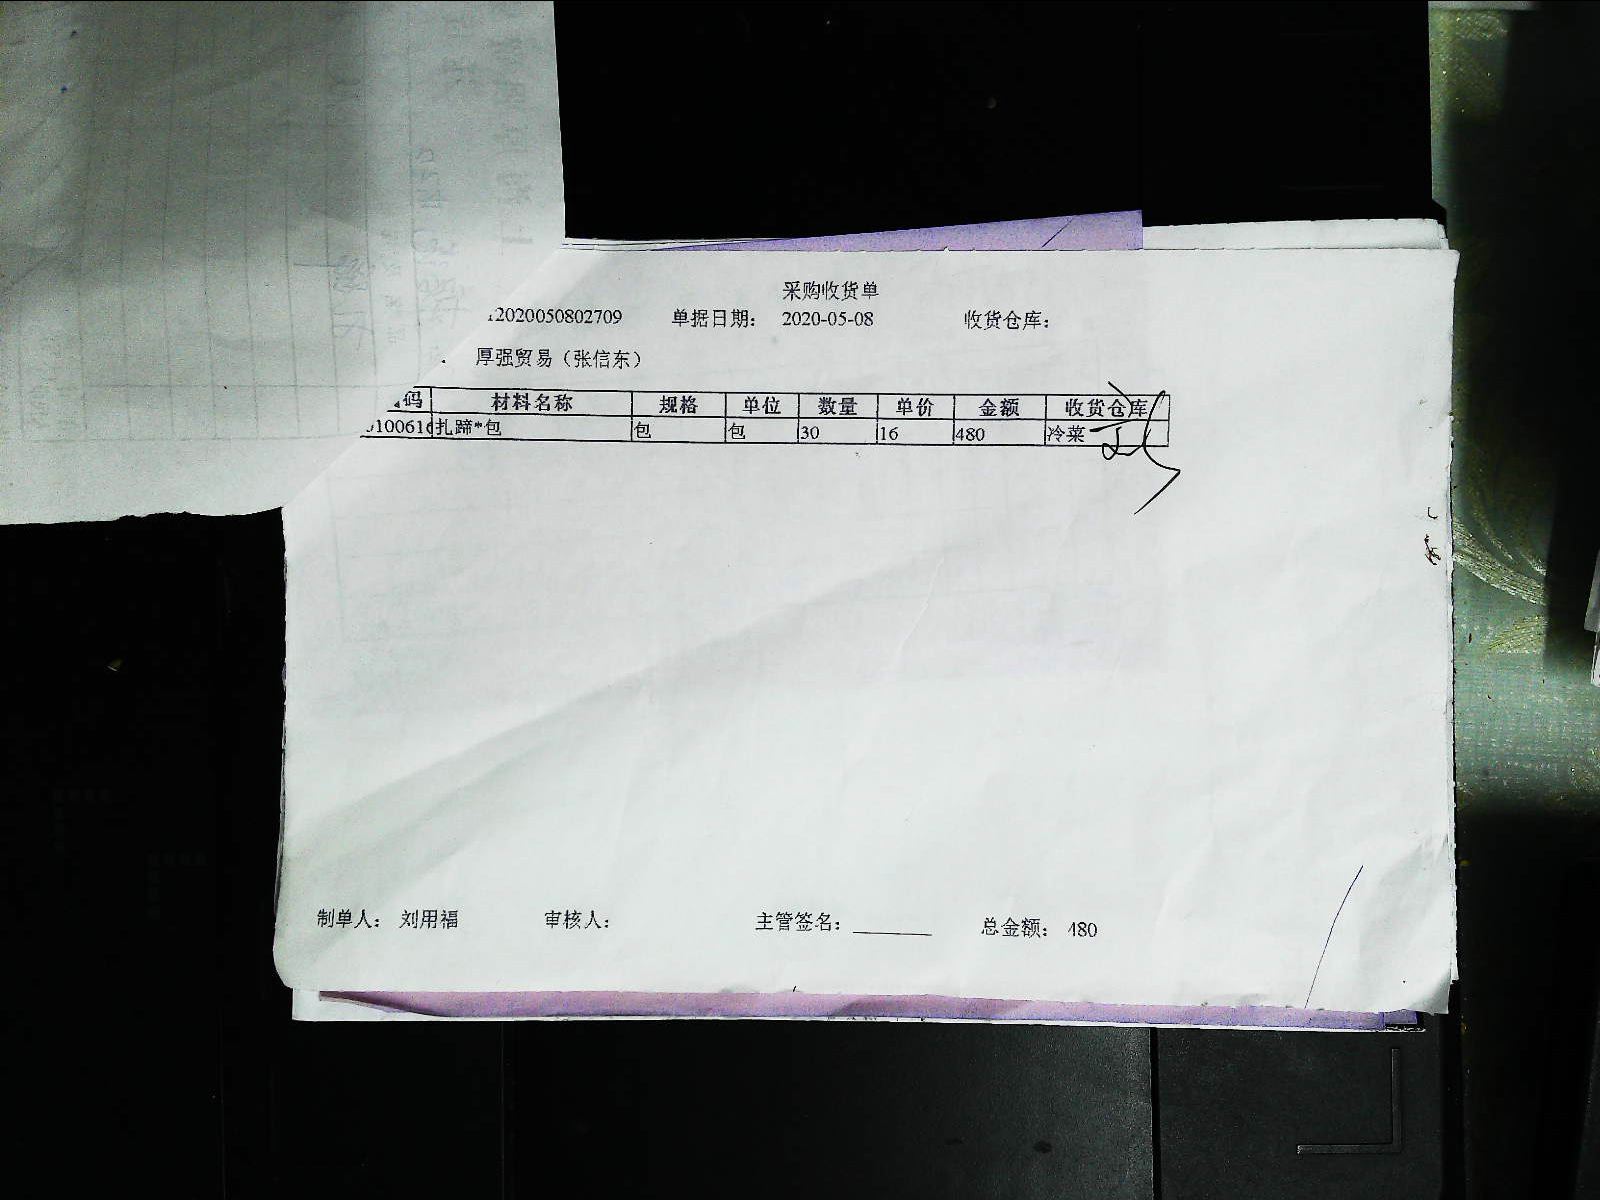 采购收货单
12020050802709 单据日期: 2020-05-08 收货仓库:
厚强贸易（张信东）
码 材料名称 规格 单位 数量 单价 金额 收货仓库
0100616 扎蹄*包 包 包 30 16 480 冷菜
制单人: 刘用福 审核人: 主管签名: 总金额: 480